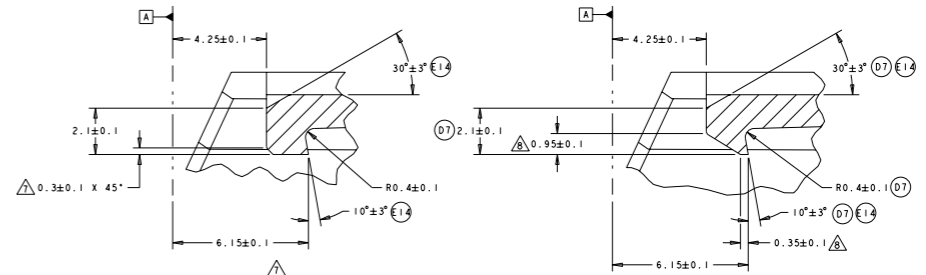 A
4.25±0.1
30°±3° E14
2.1±0.1
7 0.3±0.1 X 45°
R0.4±0.1
10°±3° E14
6.15±0.1
7
A
4.25±0.1
30°±3° D7 E14
D7 2.1±0.1
8 0.95±0.1
R0.4±0.1 D7
10°±3° D7 E14
0.35±0.1 8
6.15±0.1